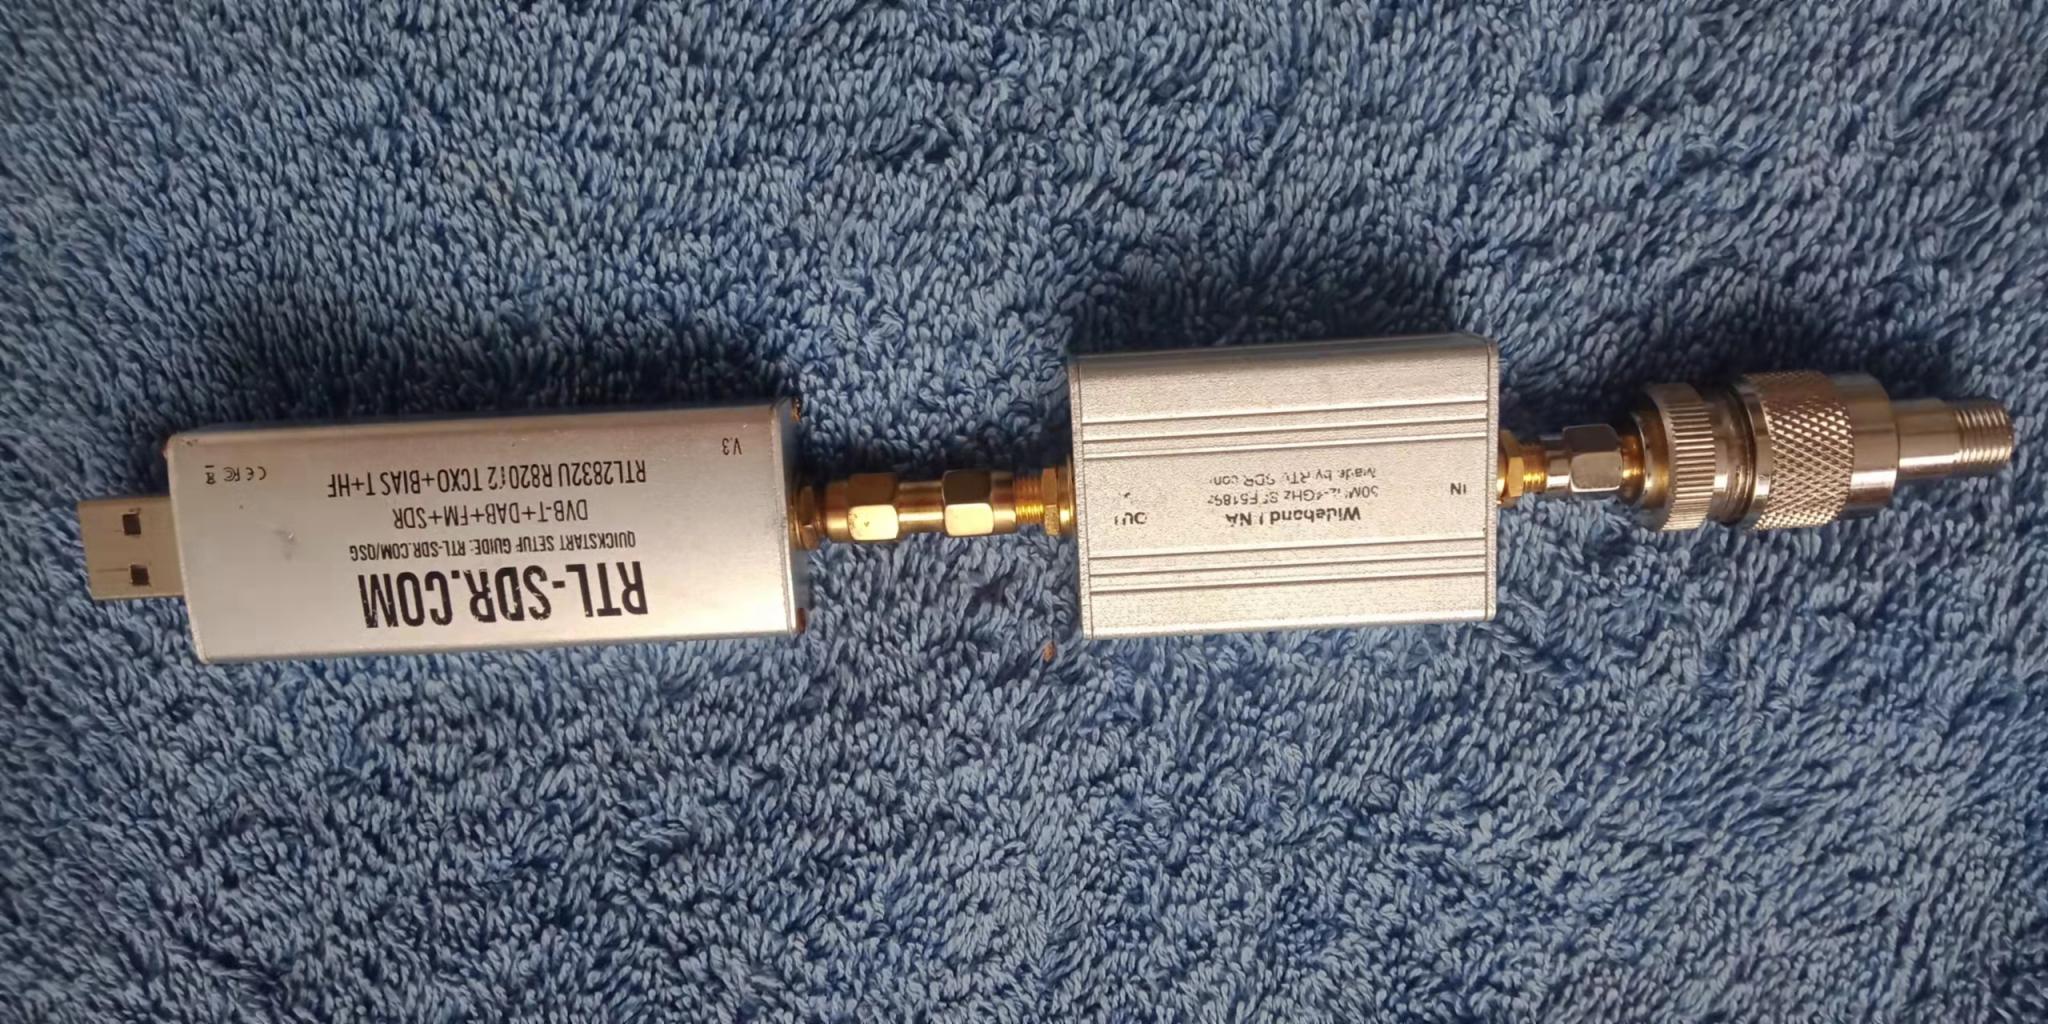 RTL-SDR.COM
QUICKSTART SETUP GUIDE: RTL-SDR.COM/QSG
DVB-T+DAB+FM+SDR
RTL2832U R820T2 TCXO+BIAS T+HF
V.3
CE FC
Wideband LNA
Made by RTL-SDR.com
IN
OUT